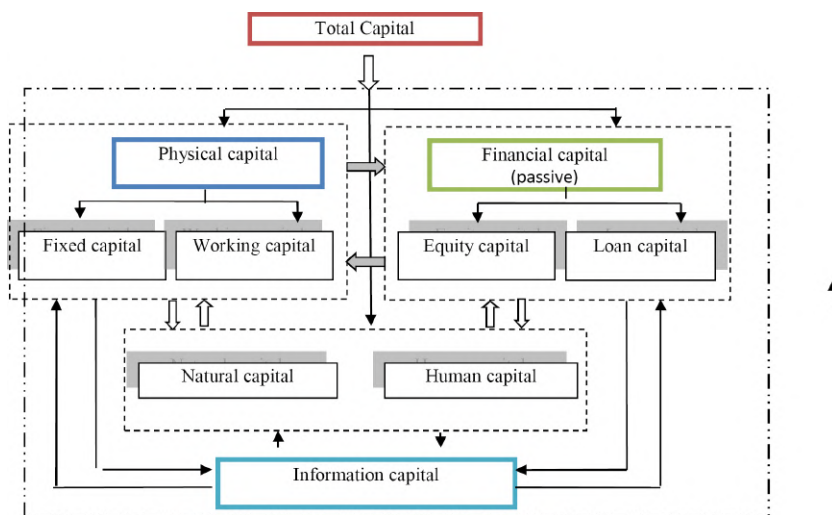 Total Capital
Physical capital
Financial capital
(passive)
Fixed capital
Working capital
Equity capital
Loan capital
Natural capital
Human capital
Information capital